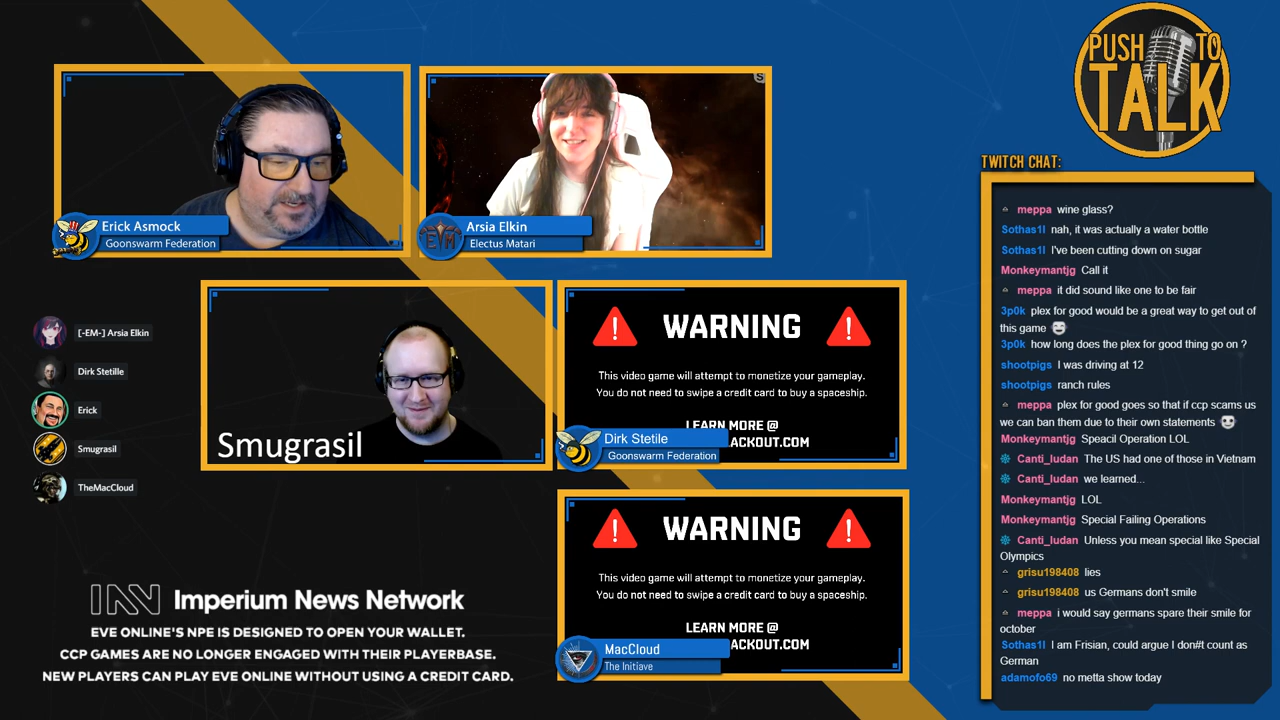 PUSH TO
TALK
TWITCH CHAT:
Erick Asmock
Goonswarm Federation
Arsia Elkin
Electus Matari
EM
S
[-EM-] Arsia Elkin
Dirk Stetille
Erick
Smugrasil
TheMacCloud
Smugrasil
WARNING
This video game will attempt to monetize your gameplay.
You do not need to swipe a credit card to buy a spaceship.
LEARN MORE @
ACKOUT.COM
Dirk Stetile
Goonswarm Federation
WARNING
This video game will attempt to monetize your gameplay.
You do not need to swipe a credit card to buy a spaceship.
LEARN MORE @
ACKOUT.COM
MacCloud
The Initiave
INN Imperium News Network
EVE ONLINE'S NPE IS DESIGNED TO OPEN YOUR WALLET.
CCP GAMES ARE NO LONGER ENGAGED WITH THEIR PLAYERBASE.
NEW PLAYERS CAN PLAY EVE ONLINE WITHOUT USING A CREDIT CARD.
meppa wine glass?
Sothas1l nah, it was actually a water bottle
Sothas1l I've been cutting down on sugar
Monkeymantjg Call it
meppa it did sound like one to be fair
3p0k plex for good would be a great way to get out of
this game
3p0k how long does the plex for good thing go on ?
shootpigs I was driving at 12
shootpigs ranch rules
meppa plex for good goes so that if ccp scams us
we can ban them due to their own statements
Monkeymantjg Speacil Operation LOL
Canti_ludan The US had one of those in Vietnam
Canti_ludan we learned...
Monkeymantjg LOL
Monkeymantjg Special Failing Operations
Canti_ludan Unless you mean special like Special
Olympics
grisu198408 lies
grisu198408 us Germans don't smile
meppa i would say germans spare their smile for
october
Sothas1l I am Frisian, could argue I don#t count as
German
adamofo69 no metta show today